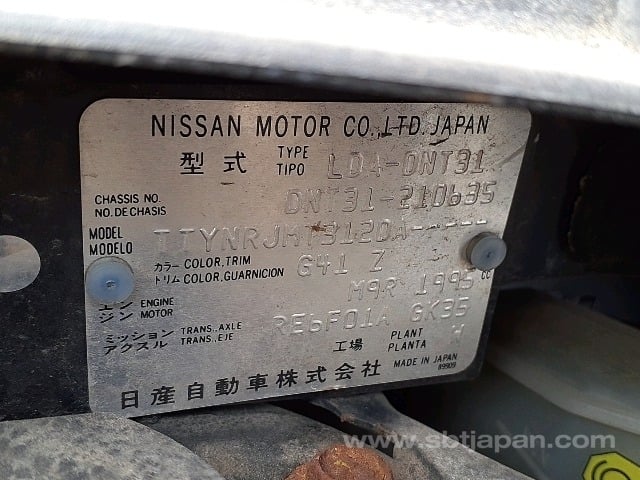 NISSAN MOTOR CO., LTD. JAPAN
型式 TYPE TIPO LDA-DNT31
CHASSIS NO. NO. DE CHASIS DNT31-210635
MODEL MODELO TTYNRJMT3120A-----
カラー COLOR, TRIM トリム COLOR, GUARNICION G41 Z
エンジン ENGINE MOTOR M9R 1995 cc
ミッション アクスル TRANS., AXLE TRANS., EJE RE6F01A GK35
工場 PLANT PLANTA W
日産自動車株式会社 MADE IN JAPAN
89909
www.sbtjapan.com